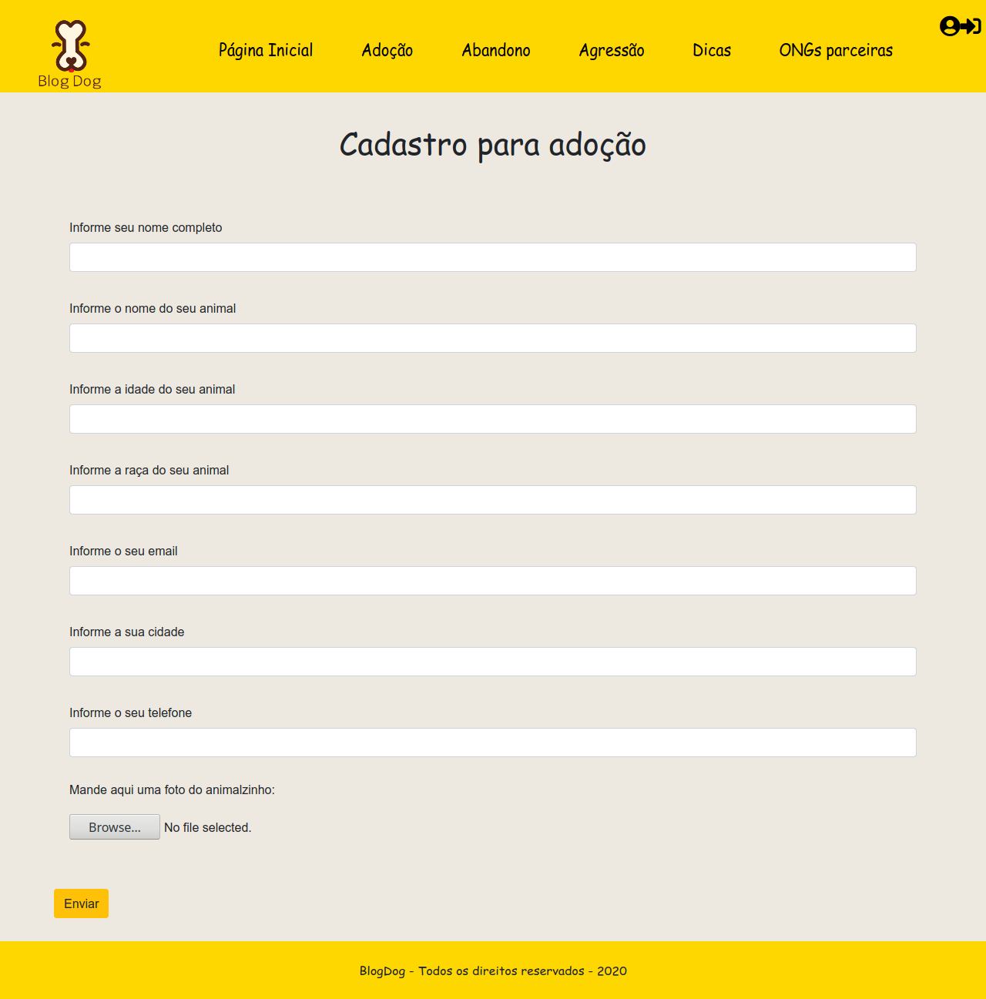 Blog Dog
Página Inicial Adoção Abandono Agressão Dicas ONGs parceiras
Cadastro para adoção
Informe seu nome completo
Informe o nome do seu animal
Informe a idade do seu animal
Informe a raça do seu animal
Informe o seu email
Informe a sua cidade
Informe o seu telefone
Mande aqui uma foto do animalzinho:
Browse... No file selected.
Enviar
BlogDog - Todos os direitos reservados - 2020